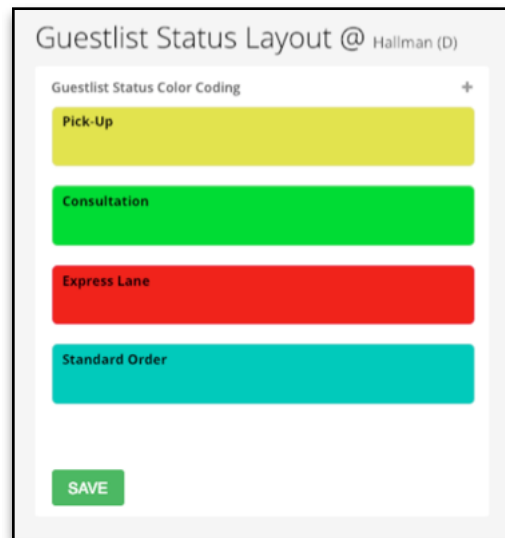 Guestlist Status Layout @ Hallman (D)
Guestlist Status Color Coding +
Pick-Up
Consultation
Express Lane
Standard Order
SAVE